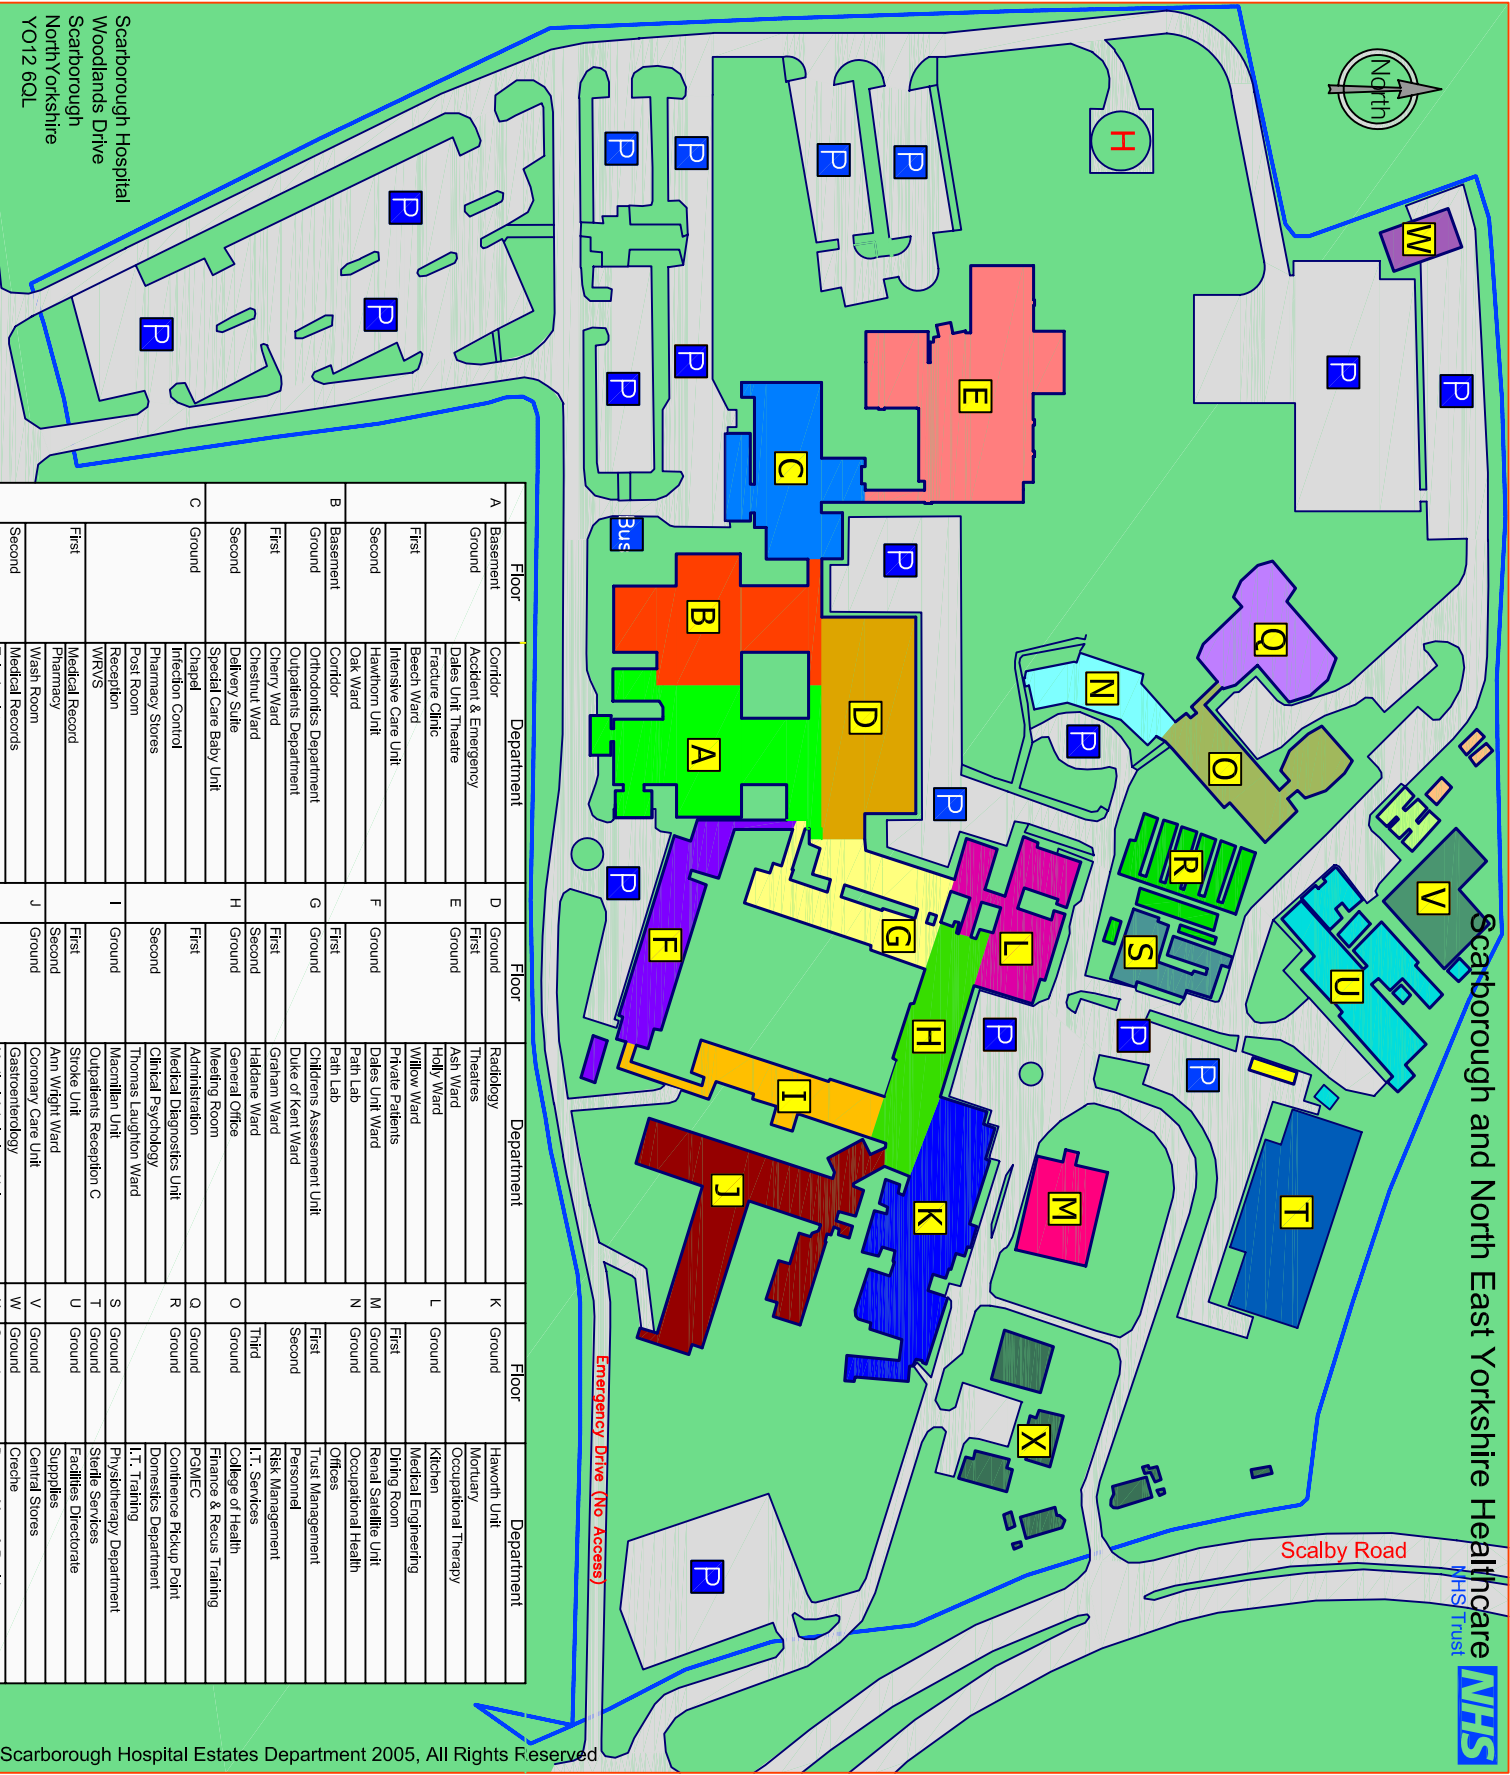 Scarborough and North East Yorkshire Healthcare
NHS Trust
NHS
North
H
W
P
P
Scalby Road
Q
V
O
N
R
U
S
T
P
P
P
P
E
L
M
X
P
P
P
P
C
D
P
G
H
K
I
P
P
B
A
J
P
P
P
Bus
P
F
P
P
P
P
Emergency Drive (No Access)
Scarborough Hospital
Woodlands Drive
Scarborough
NorthYorkshire
YO12 6QL
Floor Department
A Basement Corridor
Ground Accident & Emergency
Dales Unit Theatre
Fracture Clinic
First Beech Ward
Intensive Care Unit
Second Hawthorn Unit
Oak Ward
B Basement Corridor
Ground Orthodontics Department
Outpatients Department
First Cherry Ward
Chestnut Ward
Second Delivery Suite
Special Care Baby Unit
C Ground Chapel
Infection Control
Pharmacy Stores
Post Room
Reception
WRVS
First Medical Record
Pharmacy
Wash Room
Second Medical Records
Floor Department
D Ground Radiology
Theatres
E Ground Ash Ward
Holly Ward
First Willow Ward
Private Patients
F Ground Dales Unit Ward
Path Lab
First Path Lab
G Ground Childrens Assesement Unit
Duke of Kent Ward
First Graham Ward
Second Haldane Ward
H Ground General Office
Meeting Room
First Administration
Medical Diagnostics Unit
Second Clinical Psychology
Thomas Laughton Ward
I Ground Macmillan Unit
Outpatients Reception C
First Stroke Unit
Second Ann Wright Ward
J Ground Coronary Care Unit
Gastroenterology
Floor Department
K Ground Haworth Unit
Mortuary
Occupational Therapy
L Ground Kitchen
Medical Engineering
First Dining Room
M Ground Renal Satellite Unit
N Ground Occupational Health
Offices
First Trust Management
Second Personnel
Risk Management
Third I.T. Services
O Ground College of Health
Finance & Recus Training
Q Ground PGMEC
R Ground Continence Pickup Point
Domestics Department
I.T. Training
S Ground Physiotherapy Department
T Ground Sterile Services
U Ground Facilities Directorate
Suppplies
V Ground Central Stores
W Ground Creche
Scarborough Hospital Estates Department 2005, All Rights Reserved